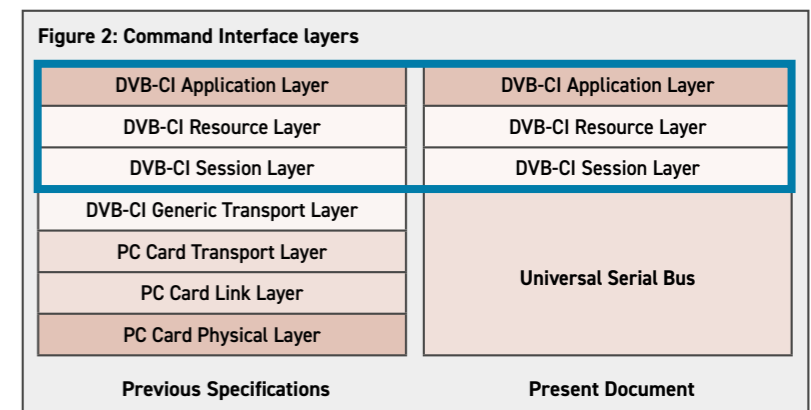 Figure 2: Command Interface layers
DVB-CI Application Layer
DVB-CI Resource Layer
DVB-CI Session Layer
DVB-CI Generic Transport Layer
PC Card Transport Layer
PC Card Link Layer
PC Card Physical Layer
Previous Specifications
DVB-CI Application Layer
DVB-CI Resource Layer
DVB-CI Session Layer
Universal Serial Bus
Present Document